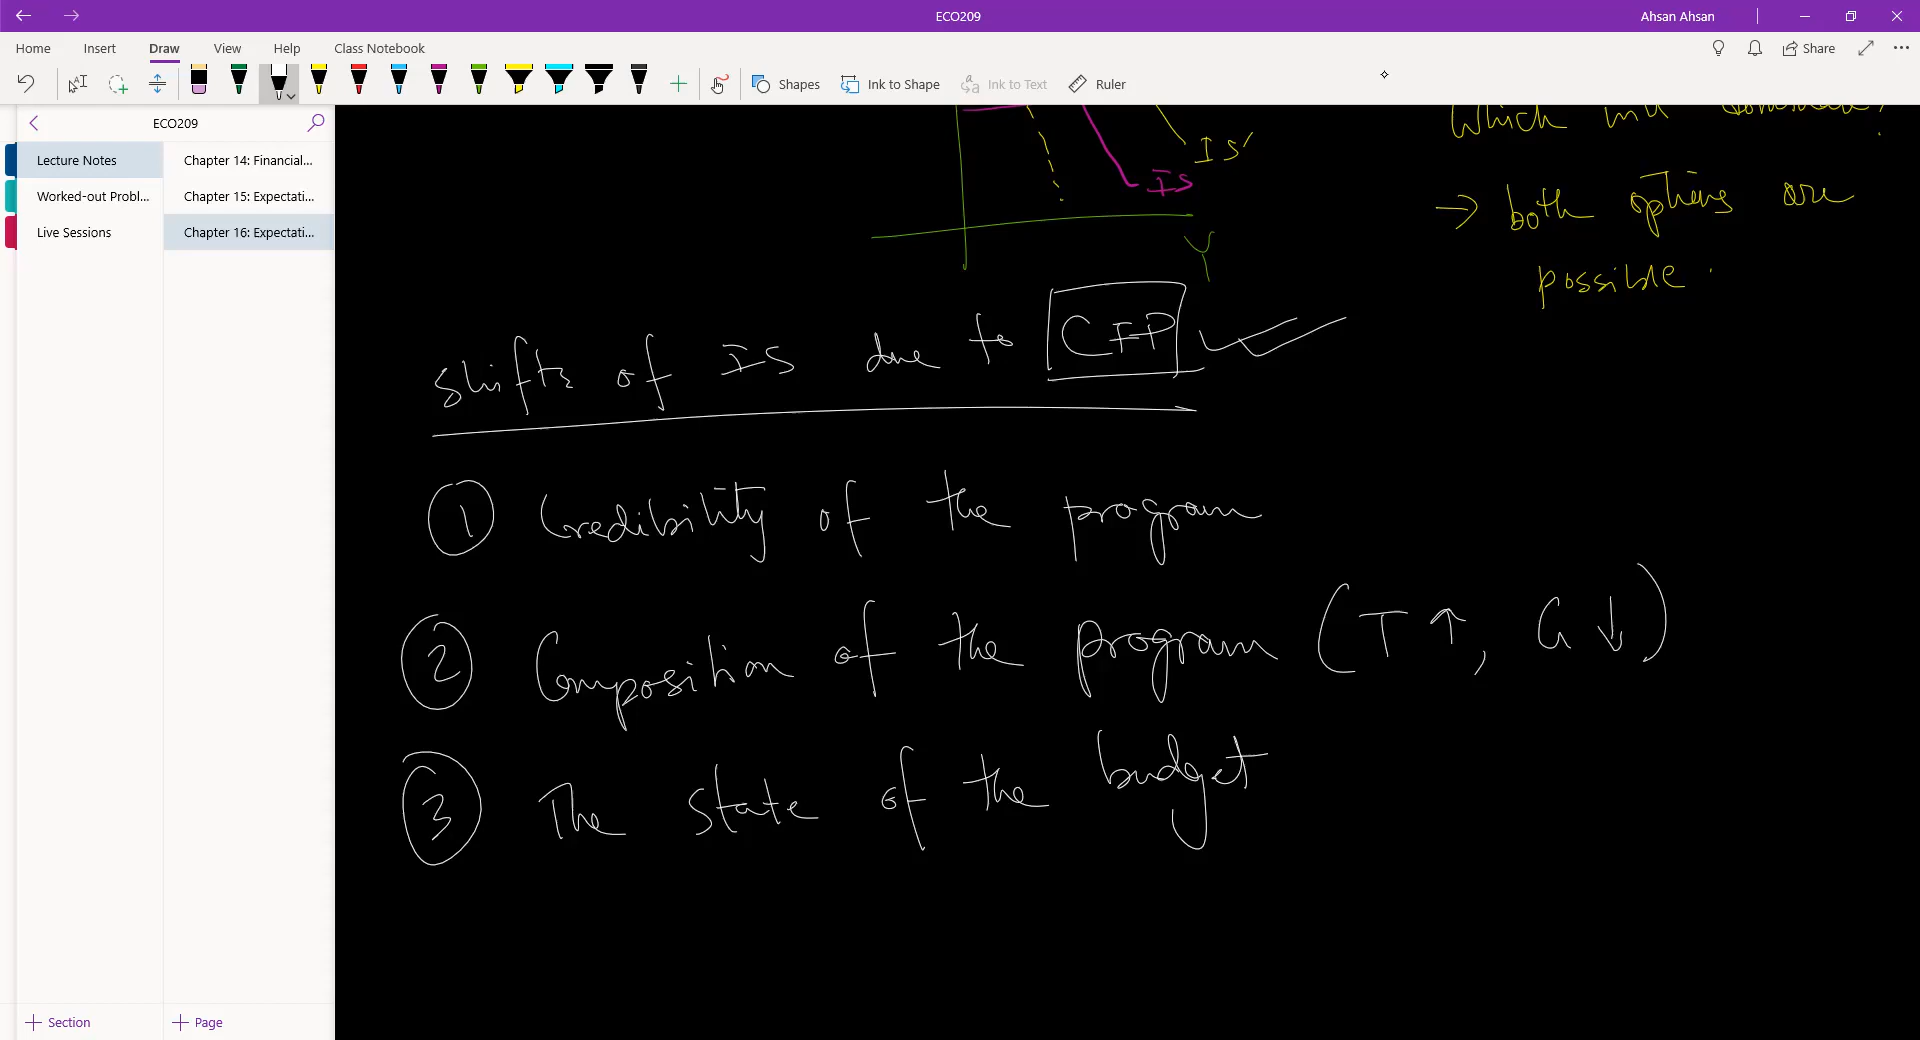 ECO209
Ahsan Ahsan
Home Insert Draw View Help Class Notebook
Share
Shapes
Ink to Shape
Ink to Text
Ruler
ECO209
Lecture Notes
Worked-out Probl...
Live Sessions
Chapter 14: Financial...
Chapter 15: Expectati...
Chapter 16: Expectati...
IS'
IS
Y
which
→ both options are
possible.
shifts of IS due to CFP
① Credibility of the program
② Composition of the program (T↑, G↓)
③ The state of the budget
+ Section
+ Page